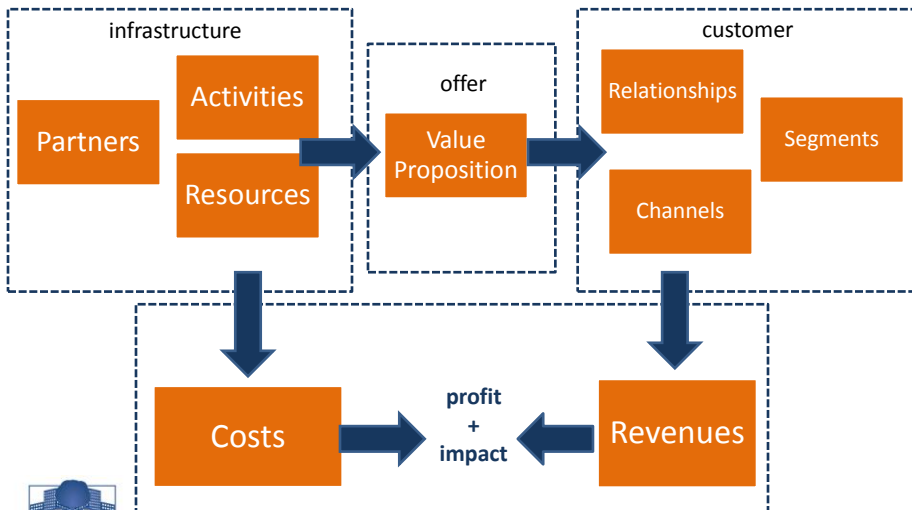 infrastructure
Partners
Activities
Resources
offer
Value
Proposition
customer
Relationships
Segments
Channels
Costs
profit
+
impact
Revenues